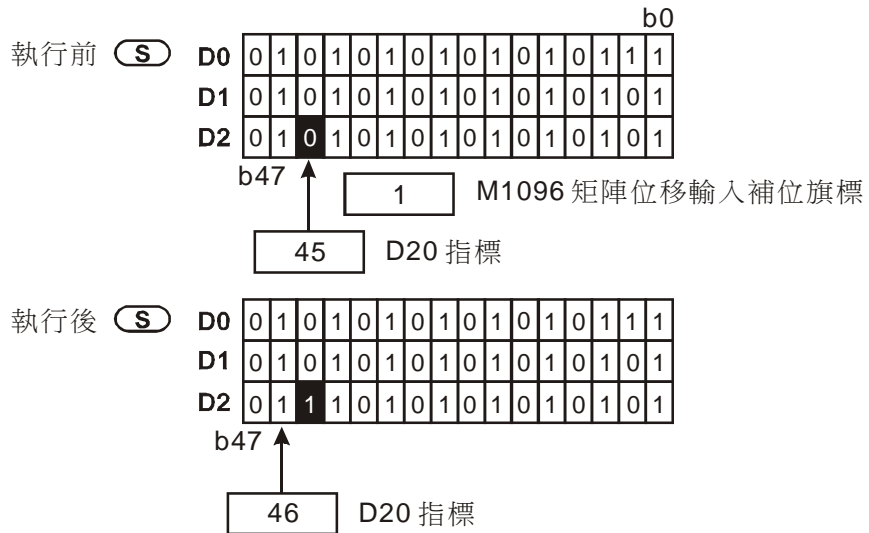 b0
執行前 S D0 0 1 0 1 0 1 0 1 0 1 0 1 0 1 1 1
D1 0 1 0 1 0 1 0 1 0 1 0 1 0 1 0 1
D2 0 1 0 1 0 1 0 1 0 1 0 1 0 1 0 1
b47
1 M1096 矩陣位移輸入補位旗標
45 D20 指標
執行後 S D0 0 1 0 1 0 1 0 1 0 1 0 1 0 1 1 1
D1 0 1 0 1 0 1 0 1 0 1 0 1 0 1 0 1
D2 0 1 1 1 0 1 0 1 0 1 0 1 0 1 0 1
b47
46 D20 指標